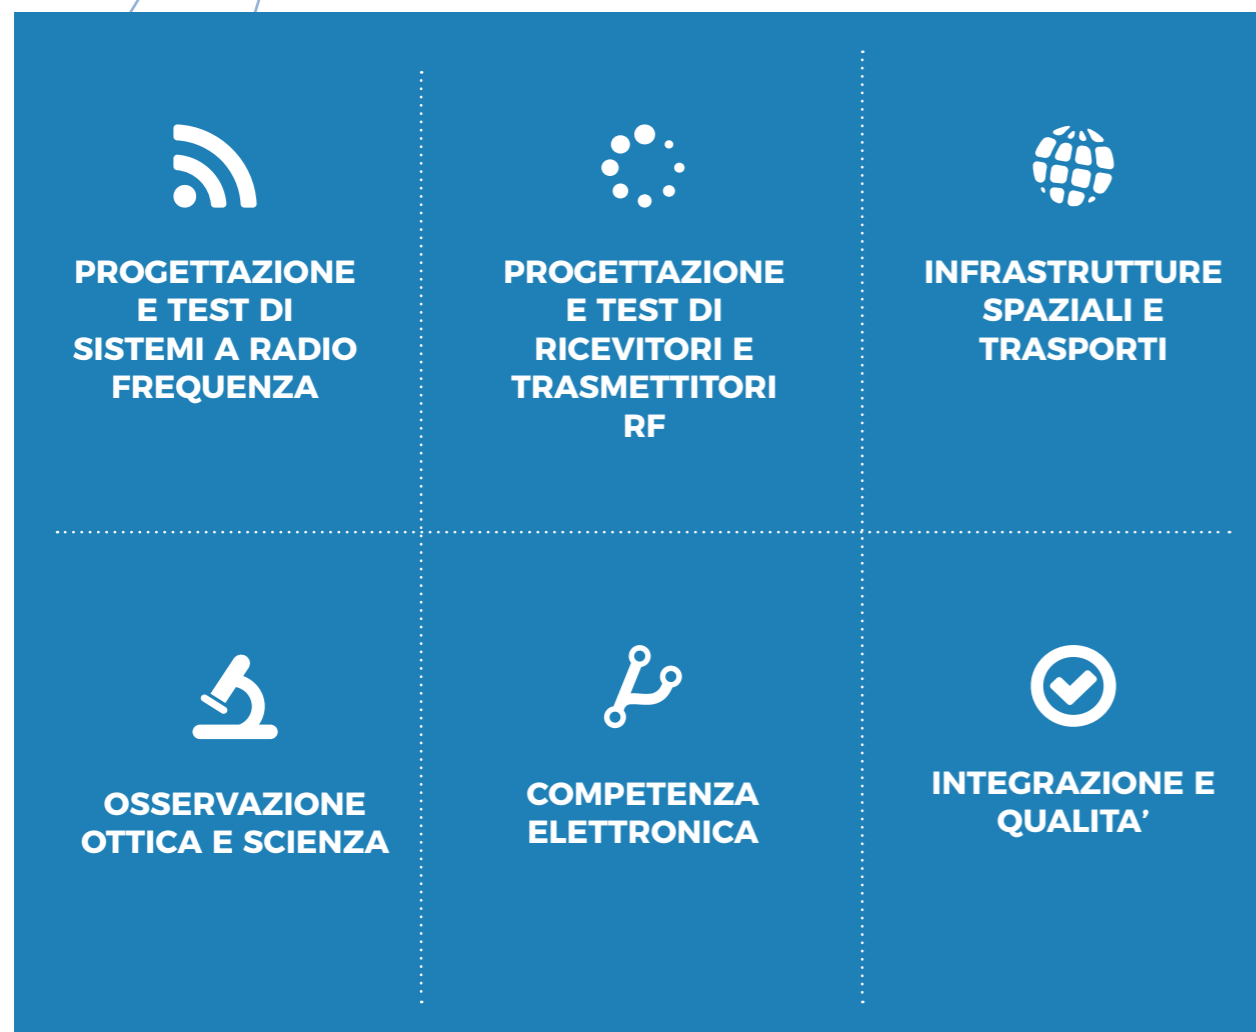 PROGETTAZIONE
E TEST DI
SISTEMI A RADIO
FREQUENZA
PROGETTAZIONE
E TEST DI
RICEVITORI E
TRASMETTITORI
RF
INFRASTRUTTURE
SPAZIALI E
TRASPORTI
OSSERVAZIONE
OTTICA E SCIENZA
COMPETENZA
ELETTRONICA
INTEGRAZIONE E
QUALITA’